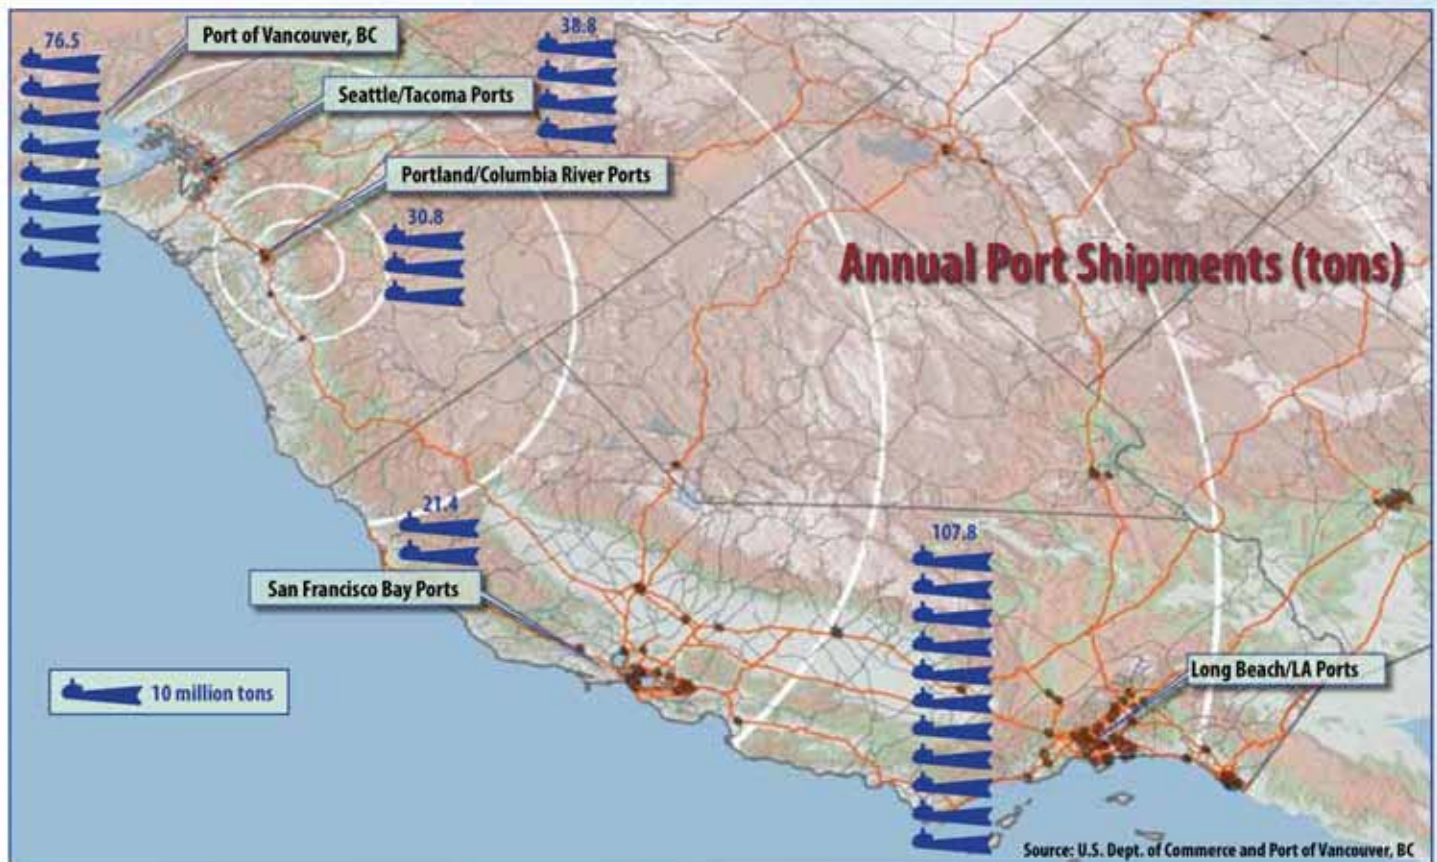 76.5
Port of Vancouver, BC
38.8
Seattle/Tacoma Ports
Portland/Columbia River Ports
30.8
Annual Port Shipments (tons)
21.4
107.8
San Francisco Bay Ports
Long Beach/LA Ports
10 million tons
Source: U.S. Dept. of Commerce and Port of Vancouver, BC